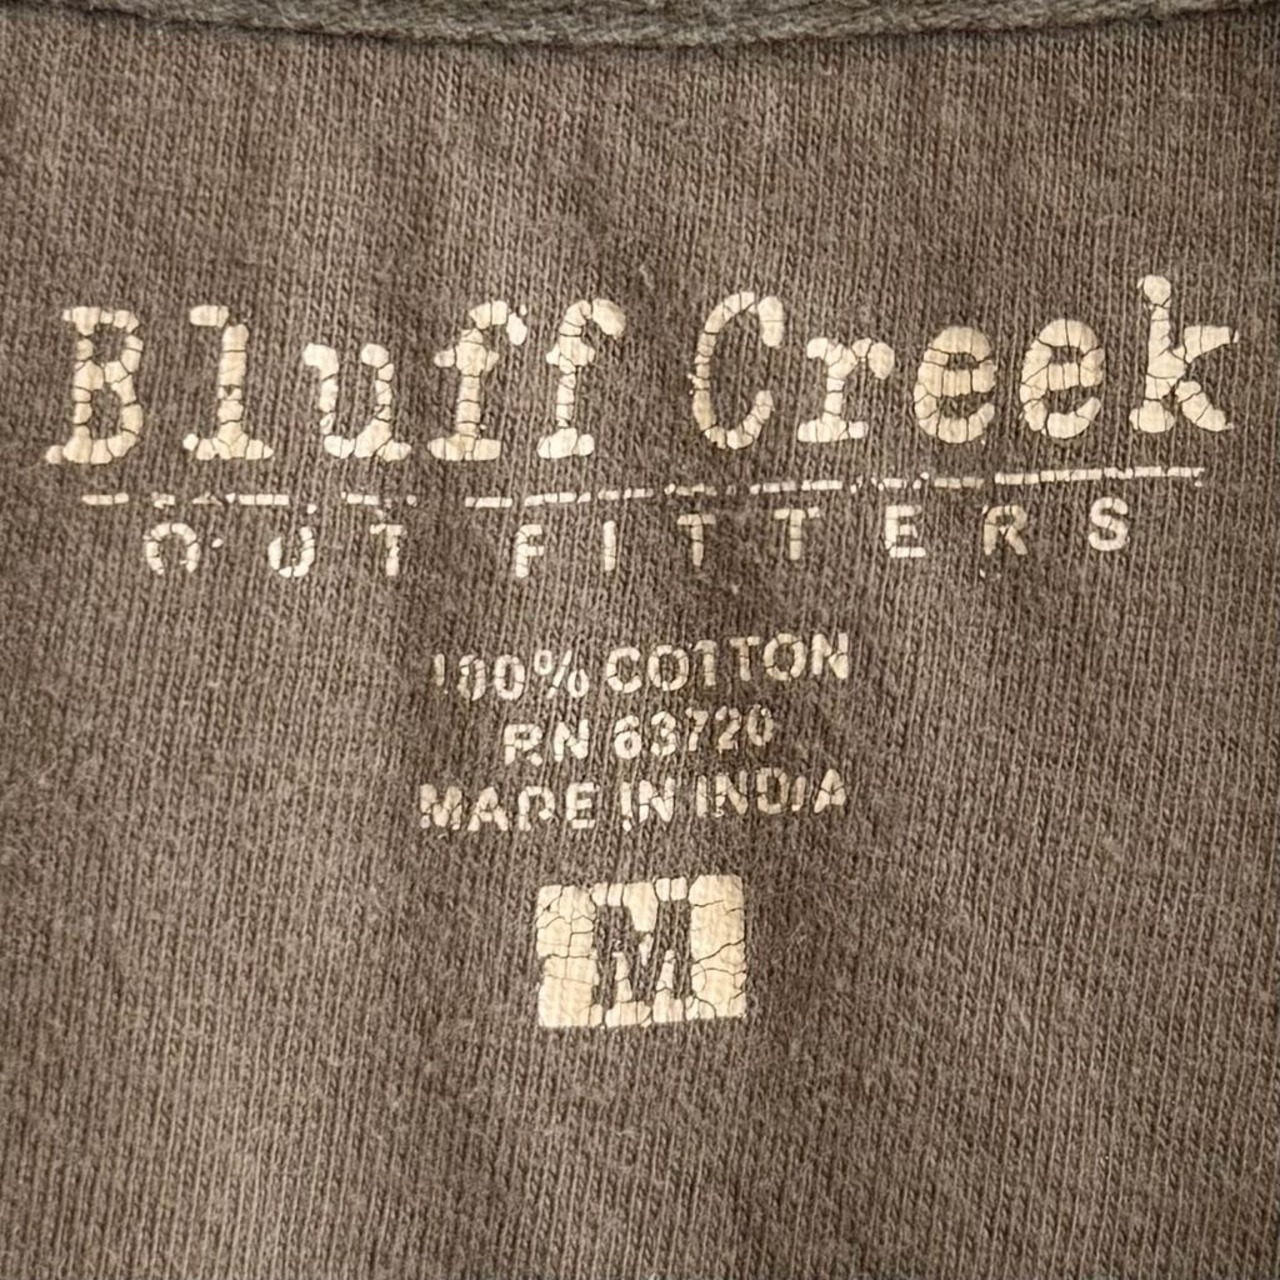 Bluff Creek
OUTFITTERS
100% COTTON
RN 63720
MADE IN INDIA
M